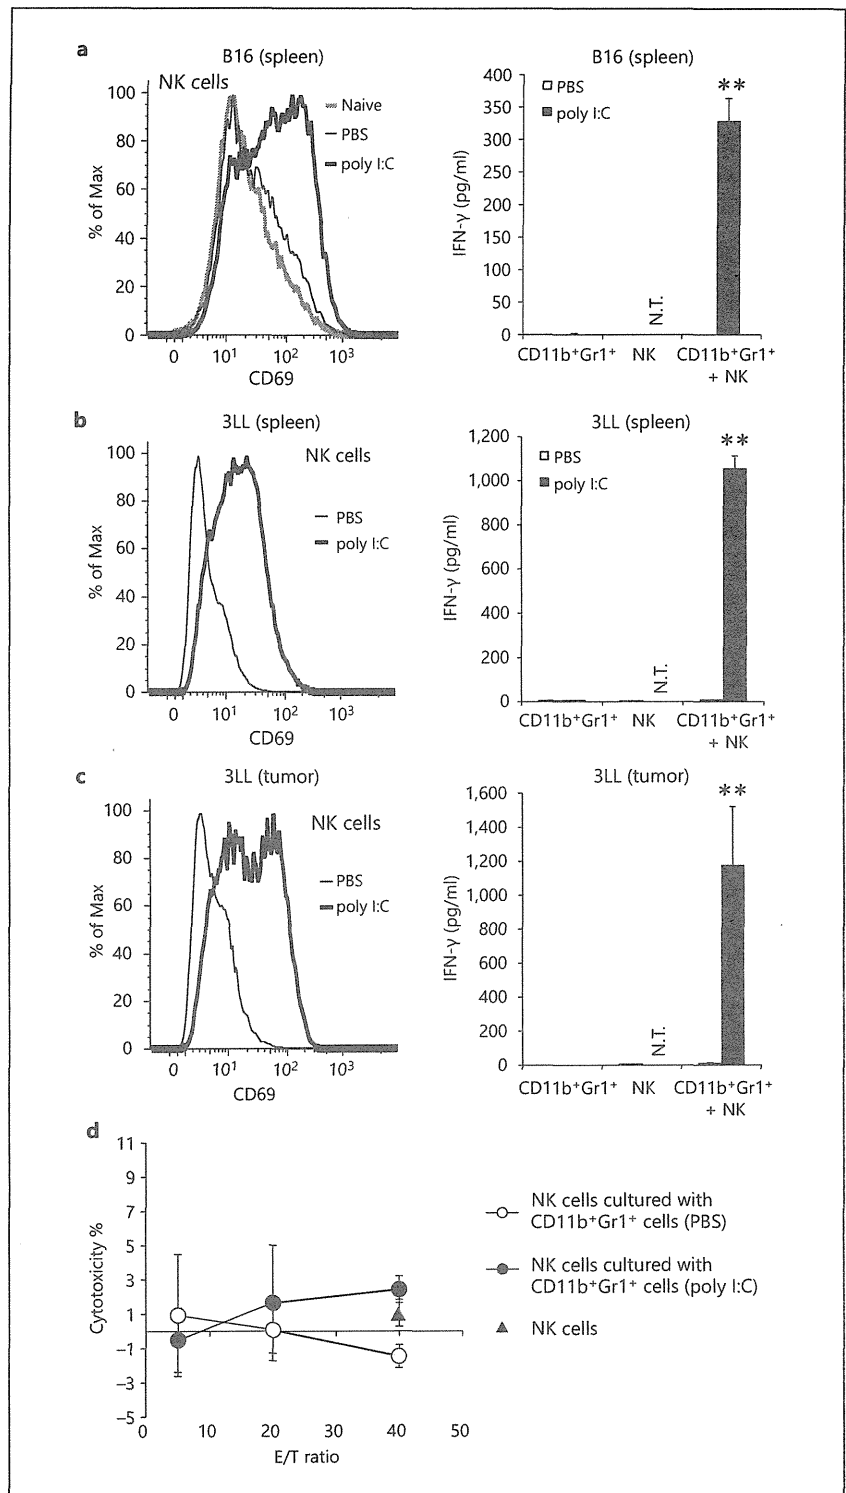 a
B16 (spleen)
NK cells
100
80
60
40
20
0
% of Max
Naive
PBS
poly I:C
0 10¹ 10² 10³
CD69
B16 (spleen)
400
350
300
250
200
150
100
50
0
IFN-γ (pg/ml)
PBS
poly I:C
**
N.T.
CD11b⁺Gr1⁺ NK CD11b⁺Gr1⁺
+ NK
b
3LL (spleen)
NK cells
100
80
60
40
20
0
% of Max
PBS
poly I:C
0 10¹ 10² 10³
CD69
3LL (spleen)
1,200
1,000
800
600
400
200
0
IFN-γ (pg/ml)
PBS
poly I:C
**
N.T.
CD11b⁺Gr1⁺ NK CD11b⁺Gr1⁺
+ NK
c
3LL (tumor)
NK cells
100
80
60
40
20
0
% of Max
PBS
poly I:C
0 10¹ 10² 10³
CD69
3LL (tumor)
1,600
1,400
1,200
1,000
800
600
400
200
0
IFN-γ (pg/ml)
**
N.T.
CD11b⁺Gr1⁺ NK CD11b⁺Gr1⁺
+ NK
d
11
9
7
5
3
1
–1
–3
–5
Cytotoxicity %
0 10 20 30 40 50
E/T ratio
NK cells cultured with
CD11b⁺Gr1⁺ cells (PBS)
NK cells cultured with
CD11b⁺Gr1⁺ cells (poly I:C)
NK cells